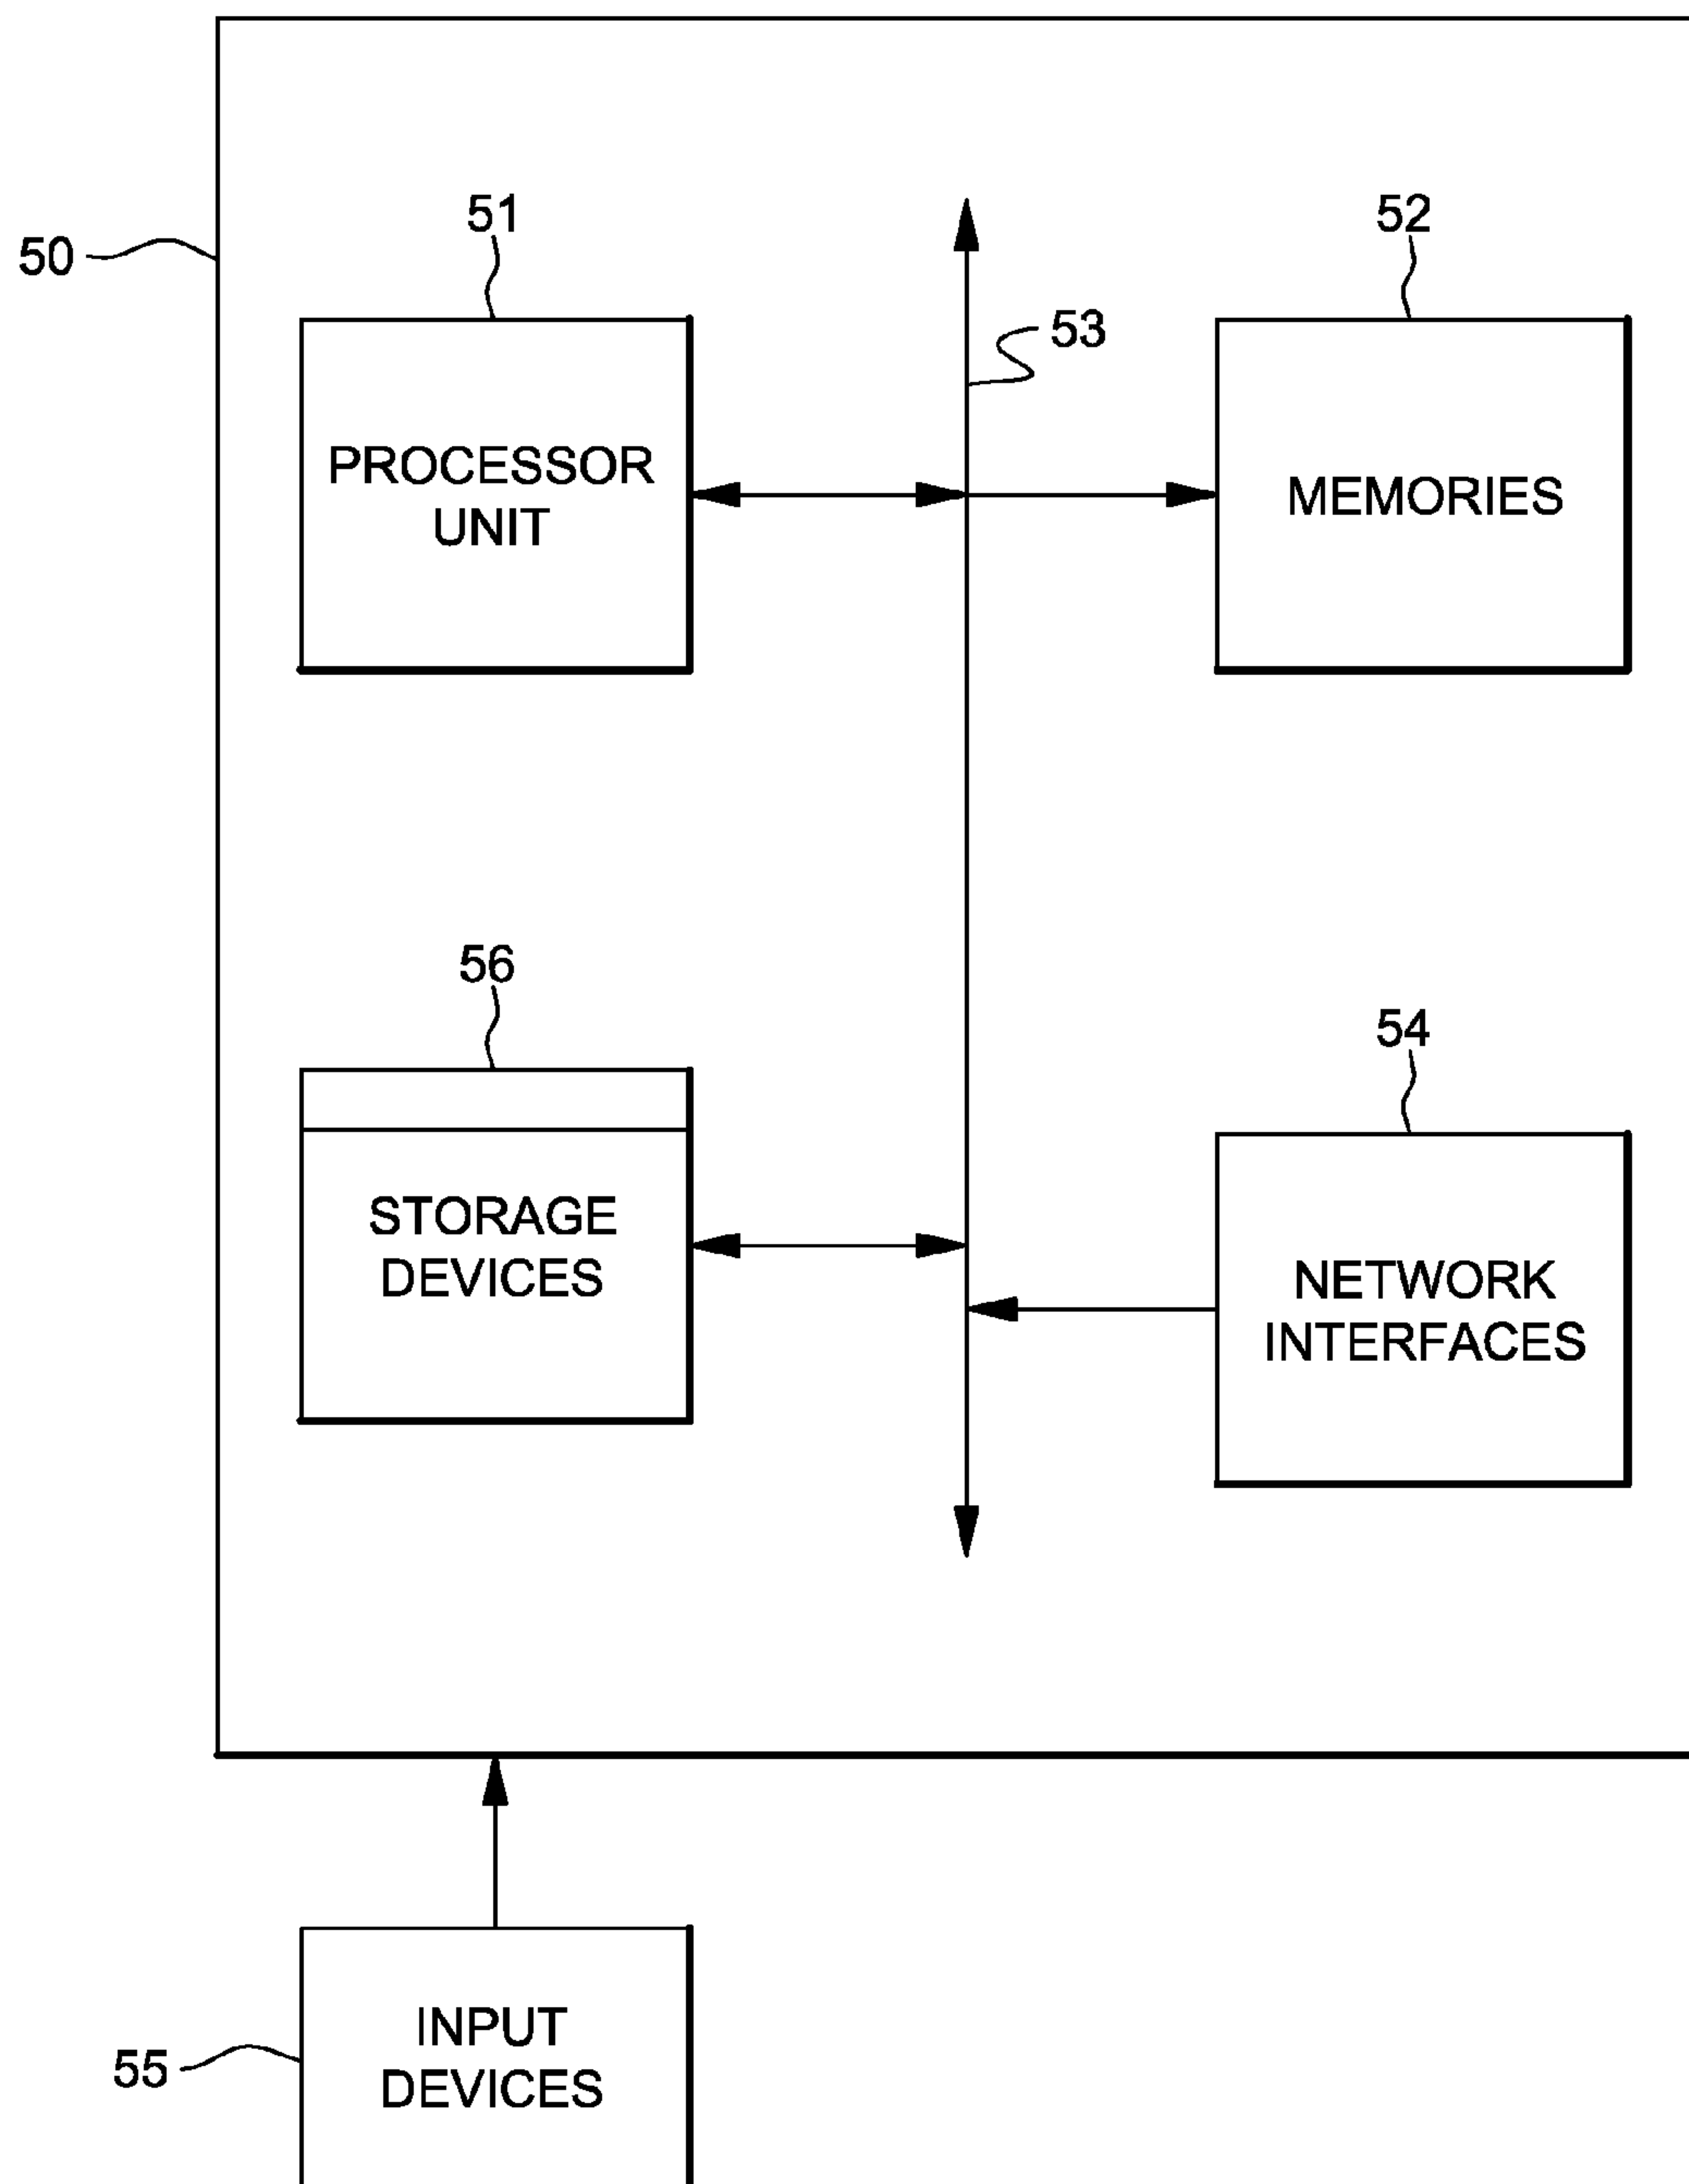 50
51
52
53
PROCESSOR
UNIT
MEMORIES
56
54
STORAGE
DEVICES
NETWORK
INTERFACES
INPUT
DEVICES
55